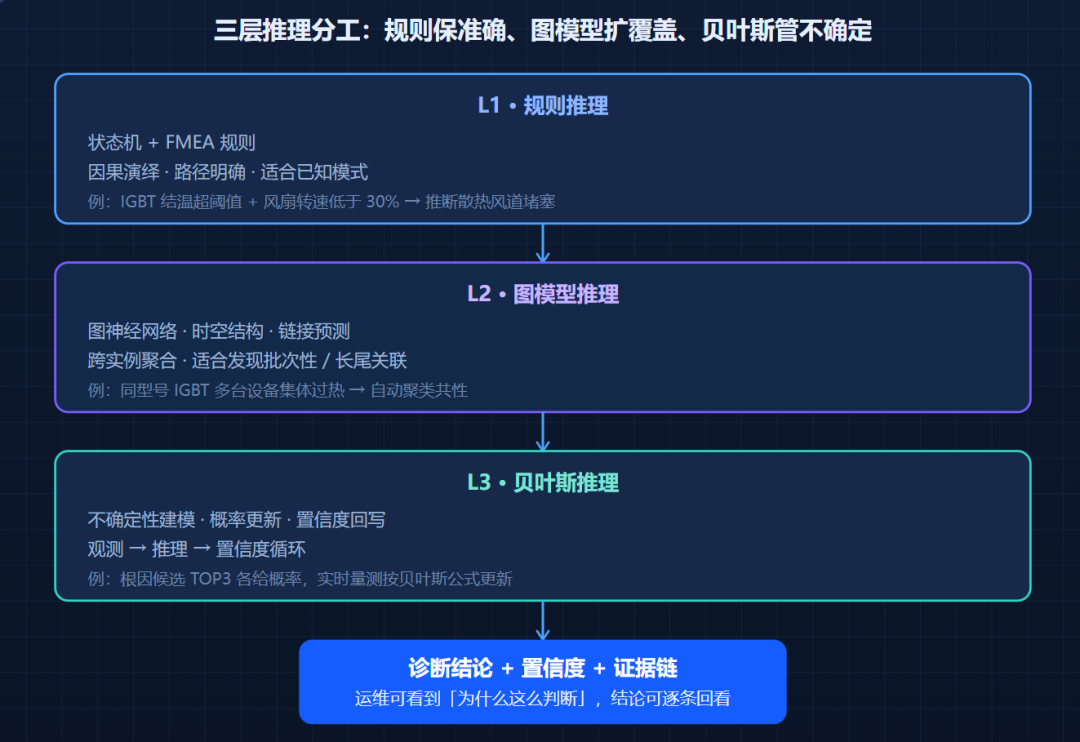 三层推理分工：规则保准确、图模型扩覆盖、贝叶斯管不确定
L1 · 规则推理
状态机 + FMEA 规则
因果演绎 · 路径明确 · 适合已知模式
例：IGBT 结温超阈值 + 风扇转速低于 30% → 推断散热风道堵塞
L2 · 图模型推理
图神经网络 · 时空结构 · 链接预测
跨实例聚合 · 适合发现批次性 / 长尾关联
例：同型号 IGBT 多台设备集体过热 → 自动聚类共性
L3 · 贝叶斯推理
不确定性建模 · 概率更新 · 置信度回写
观测 → 推理 → 置信度循环
例：根因候选 TOP3 各给概率，实时量测按贝叶斯公式更新
诊断结论 + 置信度 + 证据链
运维可看到「为什么这么判断」，结论可逐条回看